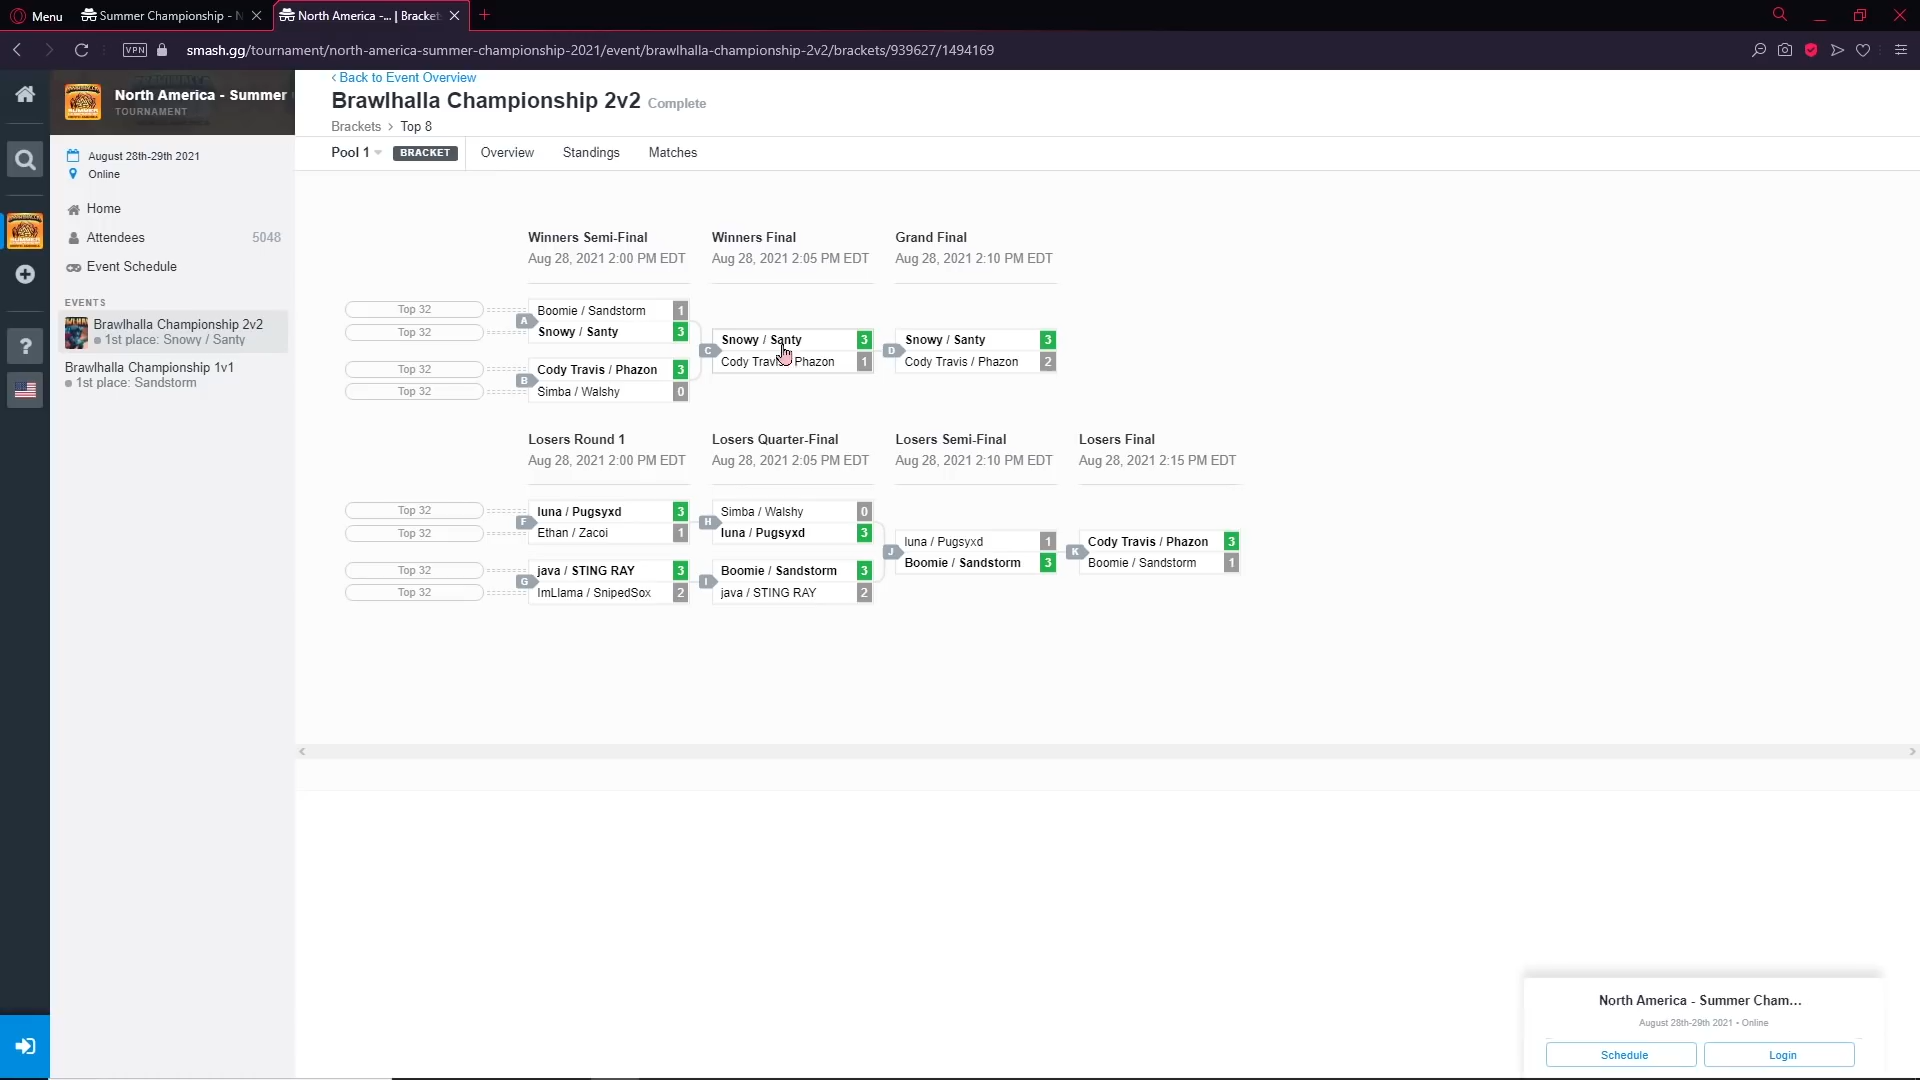 Menu
Summer Championship - N
North America -... | Bracket
VPN
smash.gg/tournament/north-america-summer-championship-2021/event/brawlhalla-championship-2v2/brackets/939627/1494169
North America - Summer
TOURNAMENT
August 28th-29th 2021
Online
Home
Attendees 5048
Event Schedule
EVENTS
Brawlhalla Championship 2v2
1st place: Snowy / Santy
Brawlhalla Championship 1v1
1st place: Sandstorm
?
‹ Back to Event Overview
Brawlhalla Championship 2v2 Complete
Brackets › Top 8
Pool 1 BRACKET Overview Standings Matches
Winners Semi-Final Winners Final Grand Final
Aug 28, 2021 2:00 PM EDT Aug 28, 2021 2:05 PM EDT Aug 28, 2021 2:10 PM EDT
Top 32 Boomie / Sandstorm 1
A
Top 32 Snowy / Santy 3
Snowy / Santy 3 Snowy / Santy 3
C D
Cody Travis / Phazon 1 Cody Travis / Phazon 2
Top 32 Cody Travis / Phazon 3
B
Top 32 Simba / Walshy 0
Losers Round 1 Losers Quarter-Final Losers Semi-Final Losers Final
Aug 28, 2021 2:00 PM EDT Aug 28, 2021 2:05 PM EDT Aug 28, 2021 2:10 PM EDT Aug 28, 2021 2:15 PM EDT
Top 32 luna / Pugsyxd 3 Simba / Walshy 0
F H
Top 32 Ethan / Zacoi 1 luna / Pugsyxd 3
luna / Pugsyxd 1 Cody Travis / Phazon 3
J K
Boomie / Sandstorm 3 Boomie / Sandstorm 1
Top 32 java / STING RAY 3 Boomie / Sandstorm 3
G I
Top 32 ImLlama / SnipedSox 2 java / STING RAY 2
North America - Summer Cham...
August 28th-29th 2021 • Online
Schedule Login